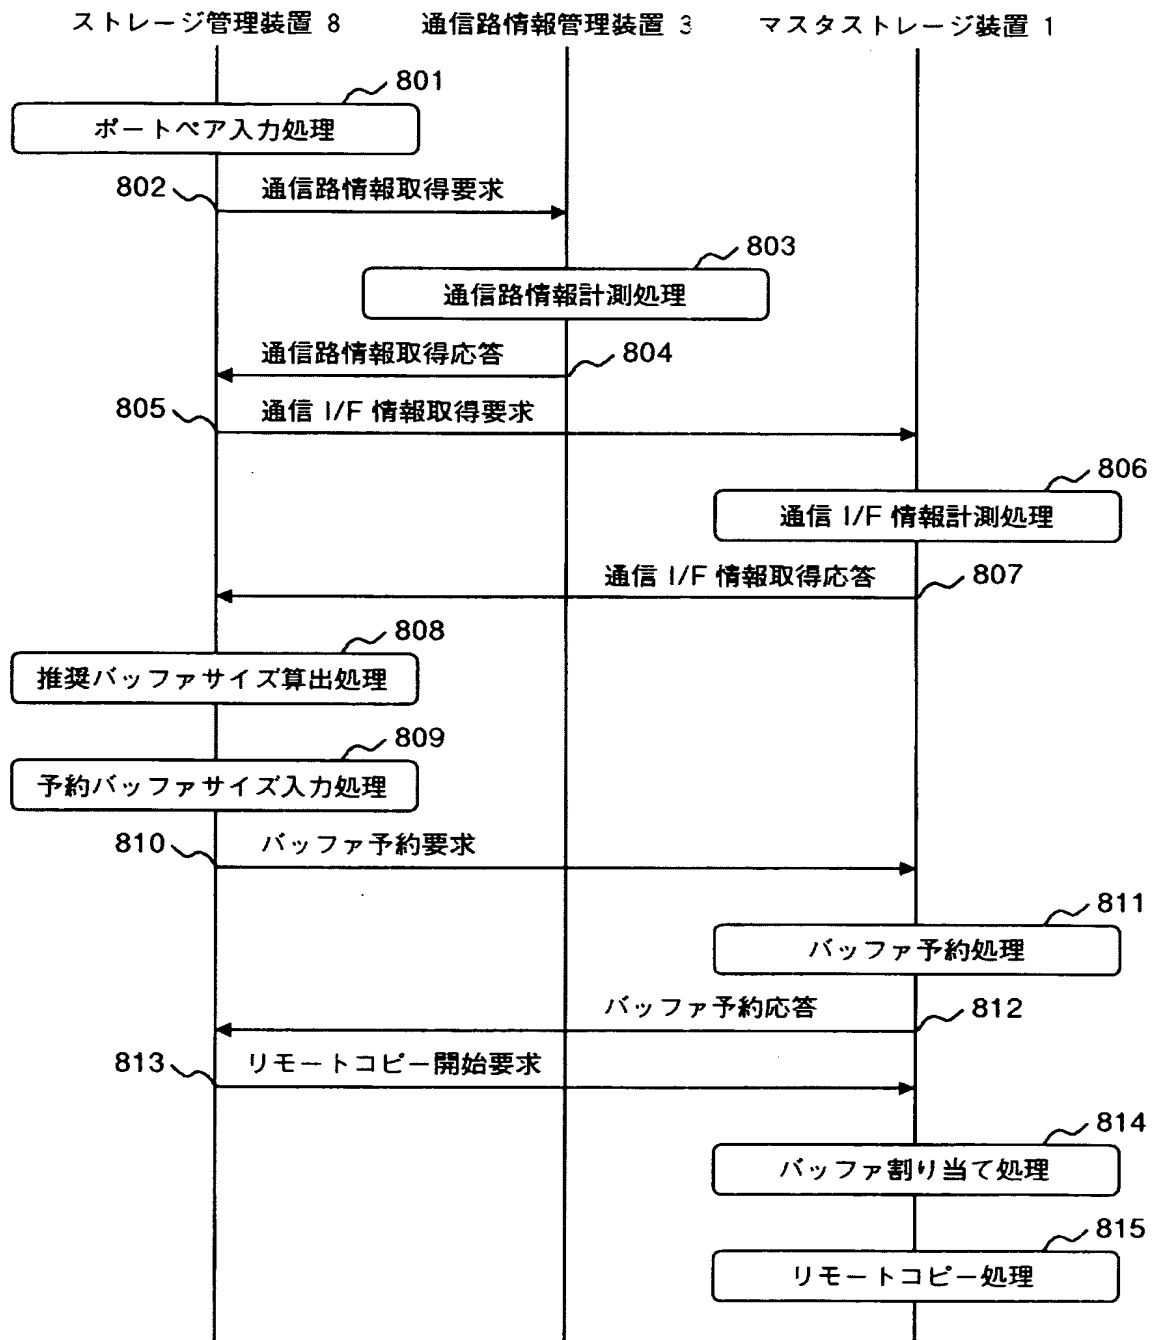 ストレージ管理装置 8 通信路情報管理装置 3 マスタストレージ装置 1
801
ポートペア入力処理
802 通信路情報取得要求
803
通信路情報計測処理
通信路情報取得応答 804
805 通信 I/F 情報取得要求
806
通信 I/F 情報計測処理
通信 I/F 情報取得応答 807
808
推奨バッファサイズ算出処理
809
予約バッファサイズ入力処理
810 バッファ予約要求
811
バッファ予約処理
バッファ予約応答 812
813 リモートコピー開始要求
814
バッファ割り当て処理
815
リモートコピー処理